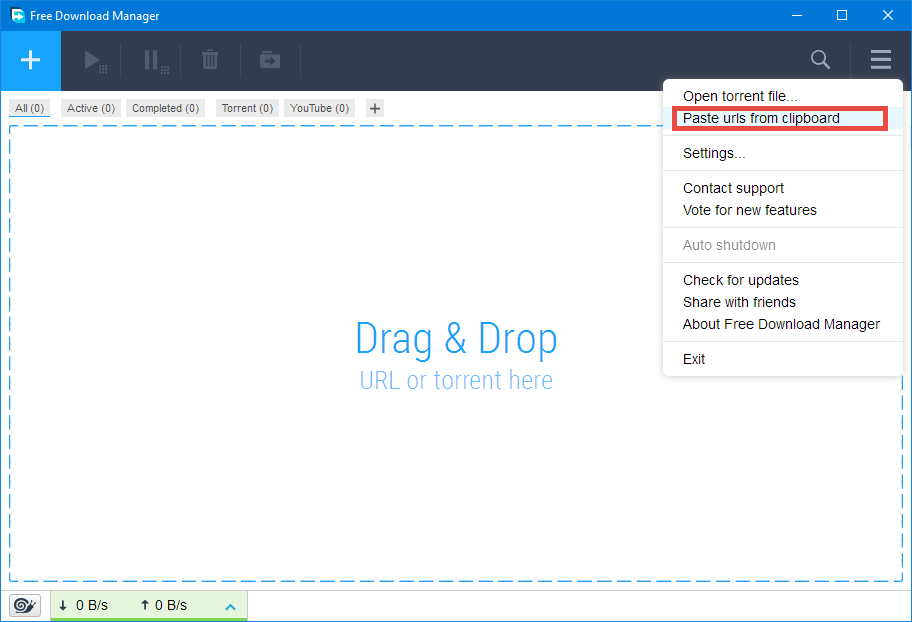 Free Download Manager
All (0)
Active (0)
Completed (0)
Torrent (0)
YouTube (0)
Open torrent file...
Paste urls from clipboard
Settings...
Contact support
Vote for new features
Auto shutdown
Check for updates
Share with friends
About Free Download Manager
Exit
Drag & Drop
URL or torrent here
0 B/s
0 B/s